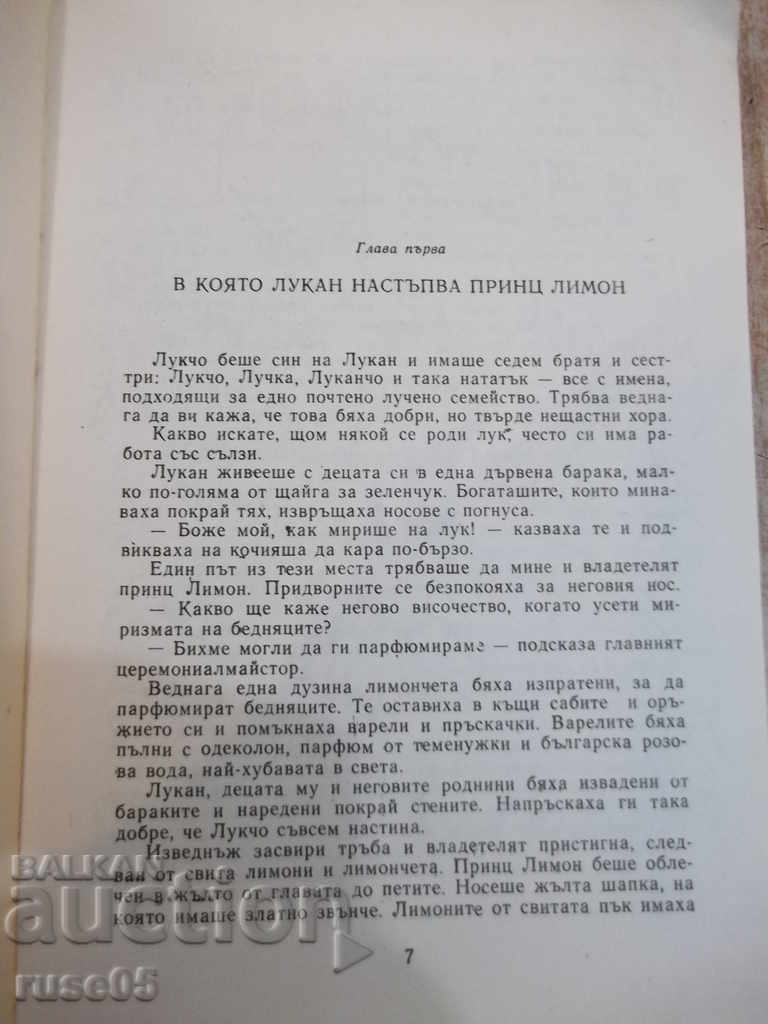 Глава първа
В КОЯТО ЛУКАН НАСТЪПВА ПРИНЦ ЛИМОН
Лукчо беше син на Лукан и имаше седем братя и сест-
три: Лукчо, Лучка, Луканчо и така нататък — все с имена,
подходящи за едно почтено лучено семейство. Трябва вед­на-
га да ви кажа, че това бяха добри, но твърде нещастни хора.
Какво искате, щом някой се роди лук, често си има ра-
бота със сълзи.
Лукан живееше с децата си в една дървена барака, мал-
ко по-голяма от щайга за зеленчук. Богаташите, които мина-
ваха покрай тях, извръщаха носове с погнуса.
— Боже мой, как мирише на лук! — казваха те и под-
викваха на кочияша да кара по-бързо.
Един път из тези места трябваше да мине и владетелят
принц Лимон. Придворните се безпокояха за неговия нос.
— Какво ще каже негово височество, когато усети ми-
ризмата на бедняците?
— Бихме могли да ги парфюмираме — подсказа главният
церемониалмайстор.
Веднага една дузина лимончета бяха изпратени, за да
парфюмират бедняците. Те оставиха в къщи сабите и оръ-
жието си и помъкнаха варели и пръскачки. Варелите бяха
пълни с одеколон, парфюм от теменужки и българска розо-
ва вода, най-хубавата в света.
Лукан, децата му и неговите роднини бяха извадени от
бараките и наредени покрай стените. Напръскаха ги така
добре, че Лукчо съвсем настина.
Изведнъж засвири тръба и владетелят пристигна, след-
ван от свита лимони и лимончета. Принц Лимон беше обле-
чен в жълто от главата до петите. Носеше жълта шапка, на
която имаше златно звънче. Лимоните от свитата пък имаха
7
BALKAN
auction
ruse05